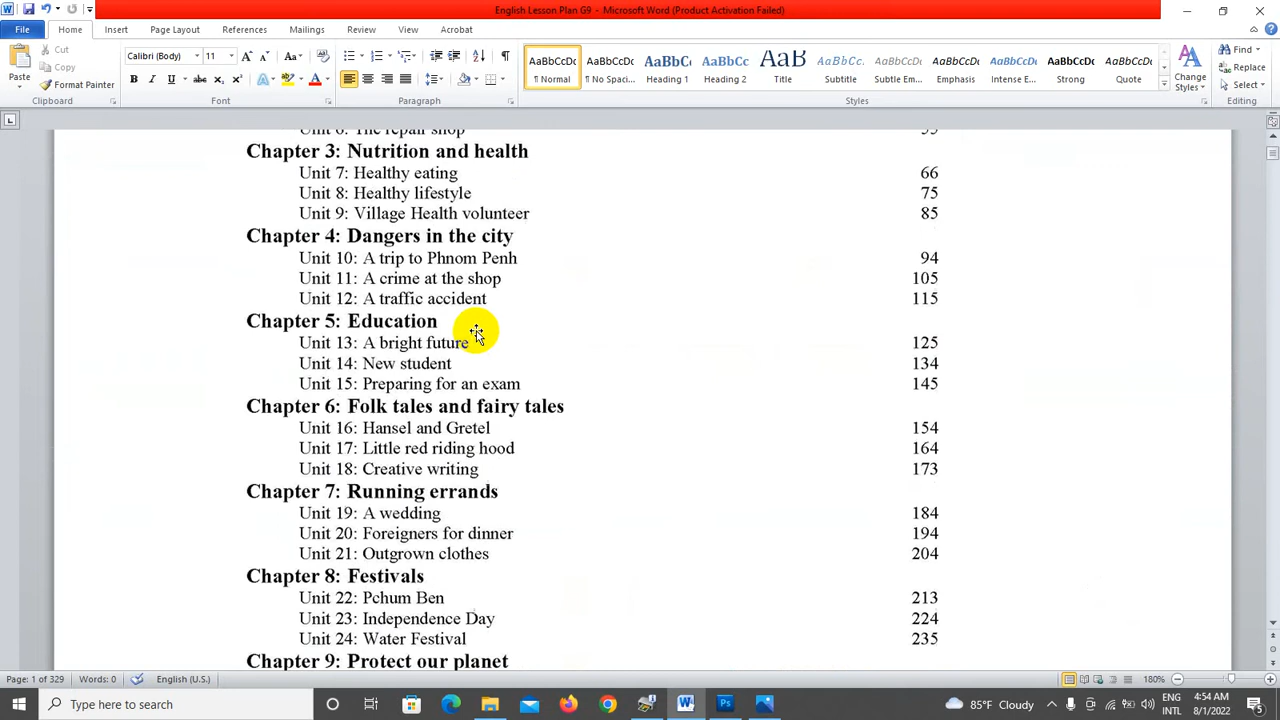 English Lesson Plan G9 - Microsoft Word (Product Activation Failed)
File Home Insert Page Layout References Mailings Review View Acrobat
Cut
Copy
Format Painter
Paste
Clipboard
Calibri (Body) 11
Font
Paragraph
AaBbCcDc AaBbCcDc AaBbC AaBbCc AaB AaBbCc. AaBbCcDc AaBbCcDc AaBbCcDc AaBbCcDc AaBbCcDc
¶ Normal ¶ No Spaci... Heading 1 Heading 2 Title Subtitle Subtle Em... Emphasis Intense E... Strong Quote
Styles
Change Styles
Find
Replace
Select
Editing
Unit 6: The repair shop 55
Chapter 3: Nutrition and health
Unit 7: Healthy eating 66
Unit 8: Healthy lifestyle 75
Unit 9: Village Health volunteer 85
Chapter 4: Dangers in the city
Unit 10: A trip to Phnom Penh 94
Unit 11: A crime at the shop 105
Unit 12: A traffic accident 115
Chapter 5: Education
Unit 13: A bright future 125
Unit 14: New student 134
Unit 15: Preparing for an exam 145
Chapter 6: Folk tales and fairy tales
Unit 16: Hansel and Gretel 154
Unit 17: Little red riding hood 164
Unit 18: Creative writing 173
Chapter 7: Running errands
Unit 19: A wedding 184
Unit 20: Foreigners for dinner 194
Unit 21: Outgrown clothes 204
Chapter 8: Festivals
Unit 22: Pchum Ben 213
Unit 23: Independence Day 224
Unit 24: Water Festival 235
Chapter 9: Protect our planet
Page: 1 of 329 Words: 0 English (U.S.) 180%
Type here to search
85°F Cloudy
ENG
INTL
4:54 AM
8/1/2022